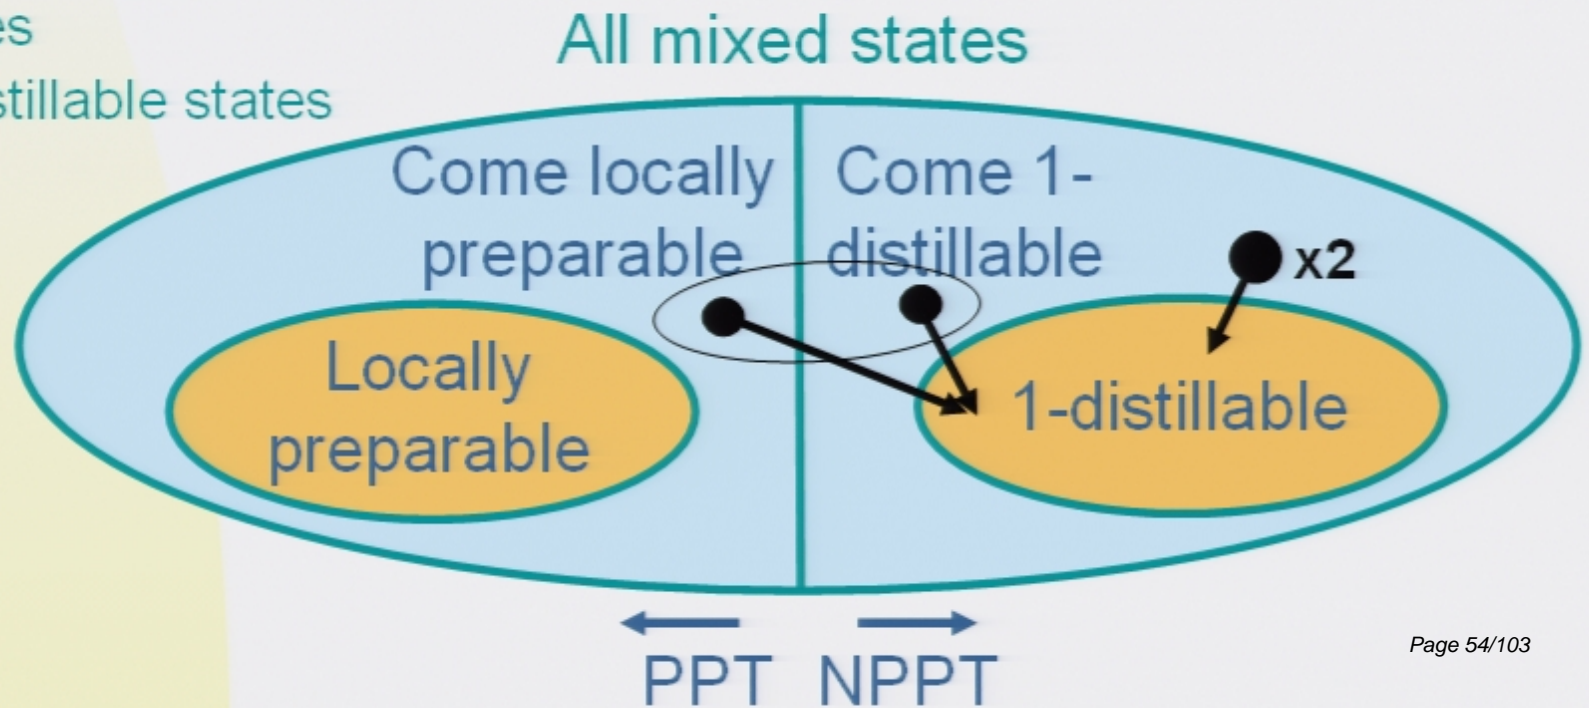 All mixed states
es
stillable states
Come locally
preparable
Come 1-
distillable
x2
Locally
preparable
1-distillable
PPT NPPT
Page 54/103